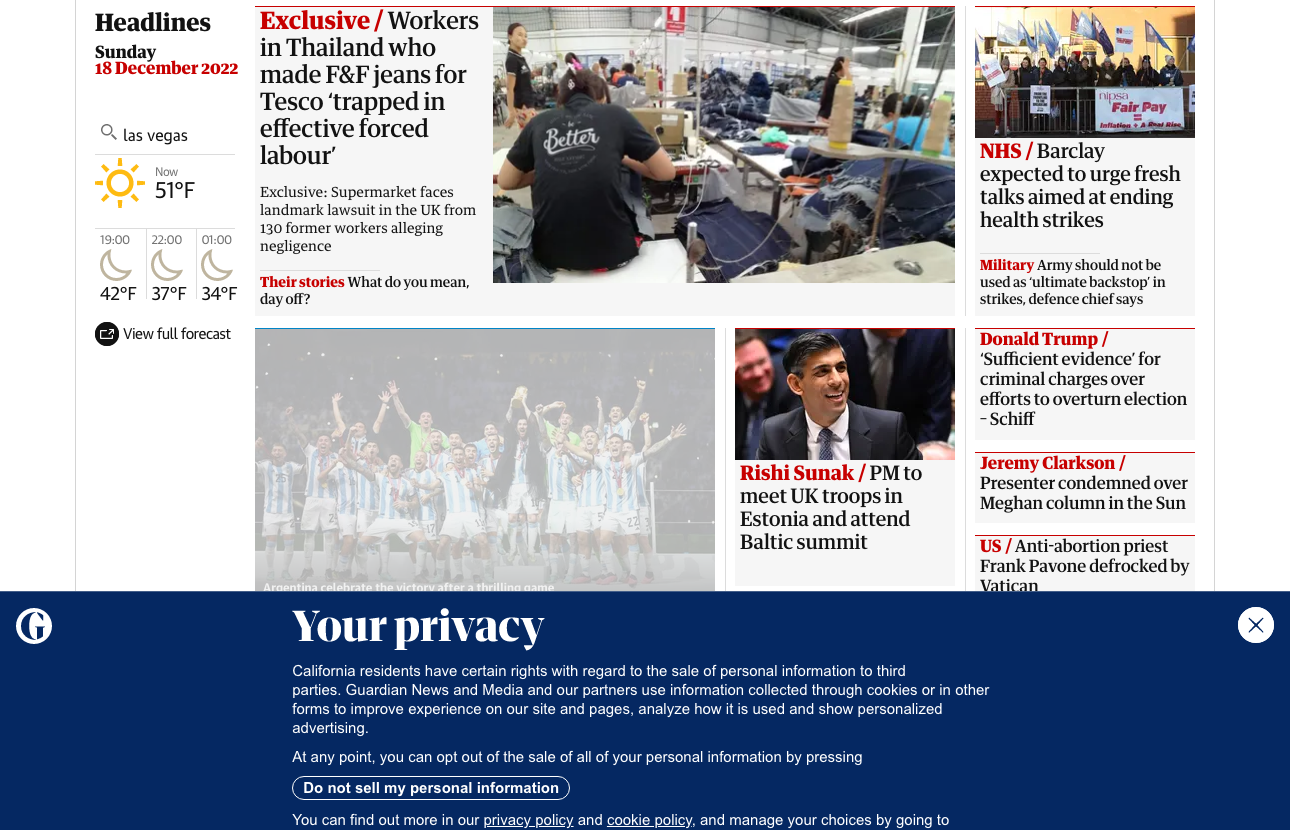 Headlines
Sunday
18 December 2022
las vegas
Now
51°F
19:00
42°F
22:00
37°F
01:00
34°F
View full forecast
Exclusive / Workers
in Thailand who
made F&F jeans for
Tesco ‘trapped in
effective forced
labour’
Exclusive: Supermarket faces
landmark lawsuit in the UK from
130 former workers alleging
negligence
Their stories What do you mean,
day off?
Better
nipsa
Fair Pay
=
Inflation + A Real Rise
NHS / Barclay
expected to urge fresh
talks aimed at ending
health strikes
Military Army should not be
used as ‘ultimate backstop’ in
strikes, defence chief says
Argentina celebrate the victory after a thrilling game
Rishi Sunak / PM to
meet UK troops in
Estonia and attend
Baltic summit
Donald Trump /
‘Sufficient evidence’ for
criminal charges over
efforts to overturn election
– Schiff
Jeremy Clarkson /
Presenter condemned over
Meghan column in the Sun
US / Anti-abortion priest
Frank Pavone defrocked by
Vatican
G
Your privacy
California residents have certain rights with regard to the sale of personal information to third
parties. Guardian News and Media and our partners use information collected through cookies or in other
forms to improve experience on our site and pages, analyze how it is used and show personalized
advertising.
At any point, you can opt out of the sale of all of your personal information by pressing
Do not sell my personal information
You can find out more in our privacy policy and cookie policy, and manage your choices by going to